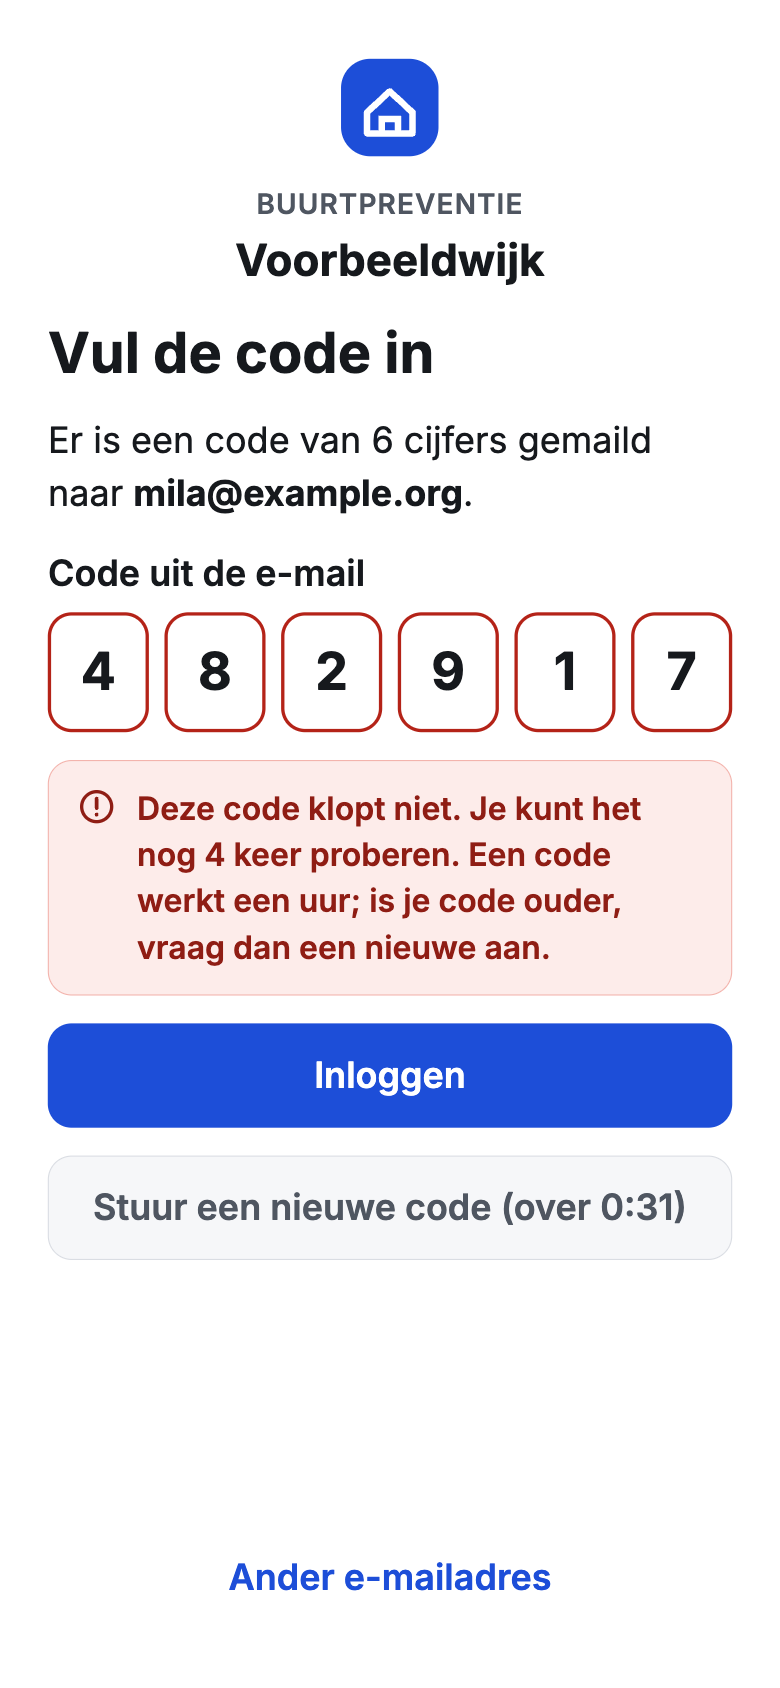 BUURTPREVENTIE
Voorbeeldwijk
Vul de code in
Er is een code van 6 cijfers gemaild
naar mila@example.org.
Code uit de e-mail
4 8 2 9 1 7
Deze code klopt niet. Je kunt het
nog 4 keer proberen. Een code
werkt een uur; is je code ouder,
vraag dan een nieuwe aan.
Inloggen
Stuur een nieuwe code (over 0:31)
Ander e-mailadres